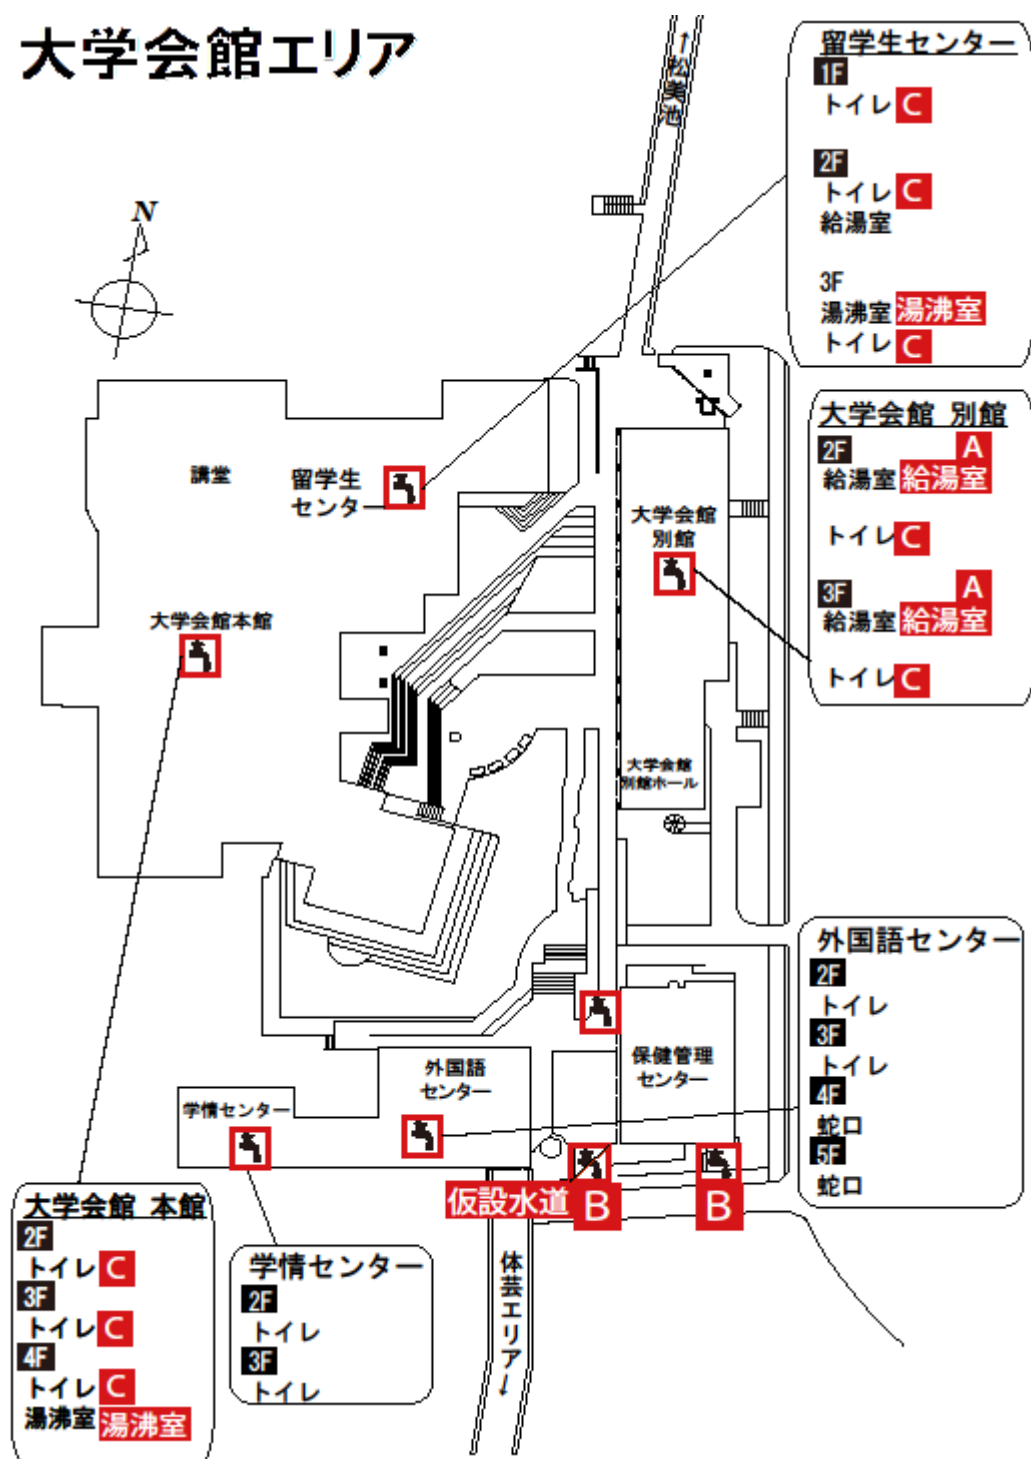 大学会館エリア
←松美池
N
留学生センター
1F
トイレ C
2F
トイレ C
給湯室
3F
湯沸室 湯沸室
トイレ C
大学会館 別館
2F A
給湯室 給湯室
トイレ C
3F A
給湯室 給湯室
トイレ C
講堂
留学生
センター
大学会館
別館
大学会館本館
大学会館
別館ホール
外国語センター
2F
トイレ
3F
トイレ
4F
蛇口
5F
蛇口
保健管理
センター
外国語
センター
学情センター
仮設水道 B
B
大学会館 本館
2F
トイレ C
3F
トイレ C
4F
トイレ C
湯沸室 湯沸室
学情センター
2F
トイレ
3F
トイレ
体芸エリア→